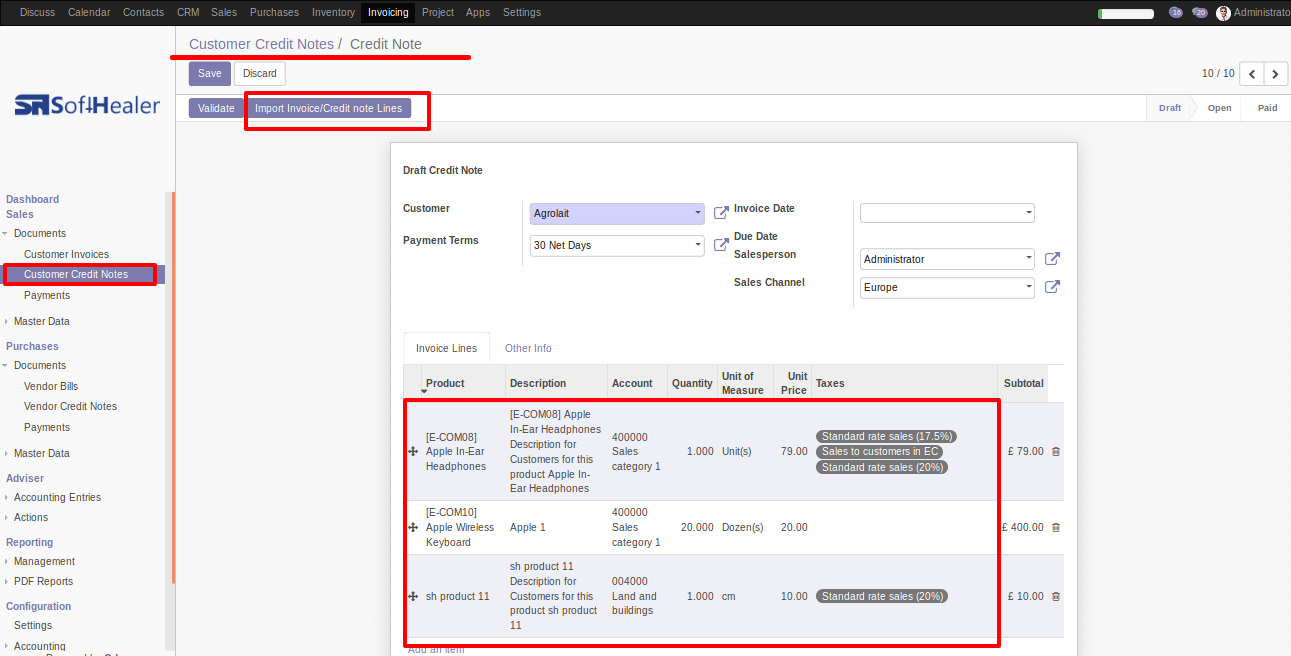 Discuss Calendar Contacts CRM Sales Purchases Inventory Invoicing Project Apps Settings 16 20 Administrato
SofHealer
Customer Credit Notes / Credit Note
Save Discard
10 / 10
Validate Import Invoice/Credit note Lines
Draft Open Paid
Dashboard
Sales
Documents
Customer Invoices
Customer Credit Notes
Payments
Master Data
Purchases
Documents
Vendor Bills
Vendor Credit Notes
Payments
Master Data
Adviser
Accounting Entries
Actions
Reporting
Management
PDF Reports
Configuration
Settings
Accounting
Draft Credit Note
Customer Agrolait
Payment Terms 30 Net Days
Invoice Date
Due Date
Salesperson Administrator
Sales Channel Europe
Invoice Lines Other Info
Product Description Account Quantity Unit of Measure Unit Price Taxes Subtotal
[E-COM08]
Apple In-Ear
Headphones
[E-COM08] Apple
In-Ear Headphones
Description for
Customers for this
product Apple In-
Ear Headphones
400000
Sales
category 1
1.000 Unit(s) 79.00
Standard rate sales (17.5%)
Sales to customers in EC
Standard rate sales (20%)
£ 79.00
[E-COM10]
Apple Wireless
Keyboard
Apple 1
400000
Sales
category 1
20.000 Dozen(s) 20.00
£ 400.00
sh product 11
sh product 11
Description for
Customers for this
product sh product
11
004000
Land and
buildings
1.000 cm 10.00
Standard rate sales (20%)
£ 10.00
Add an item